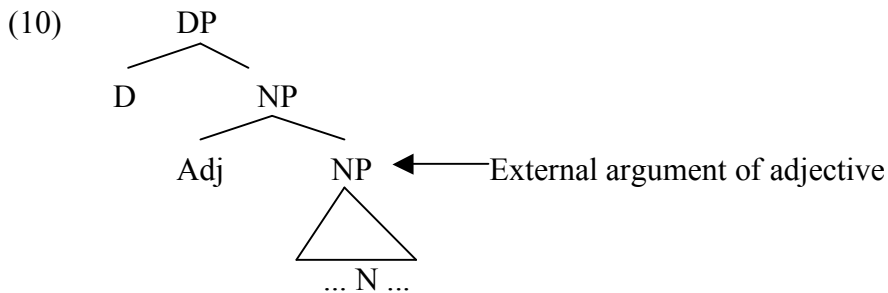 (10) DP
D NP
Adj NP External argument of adjective
... N ...